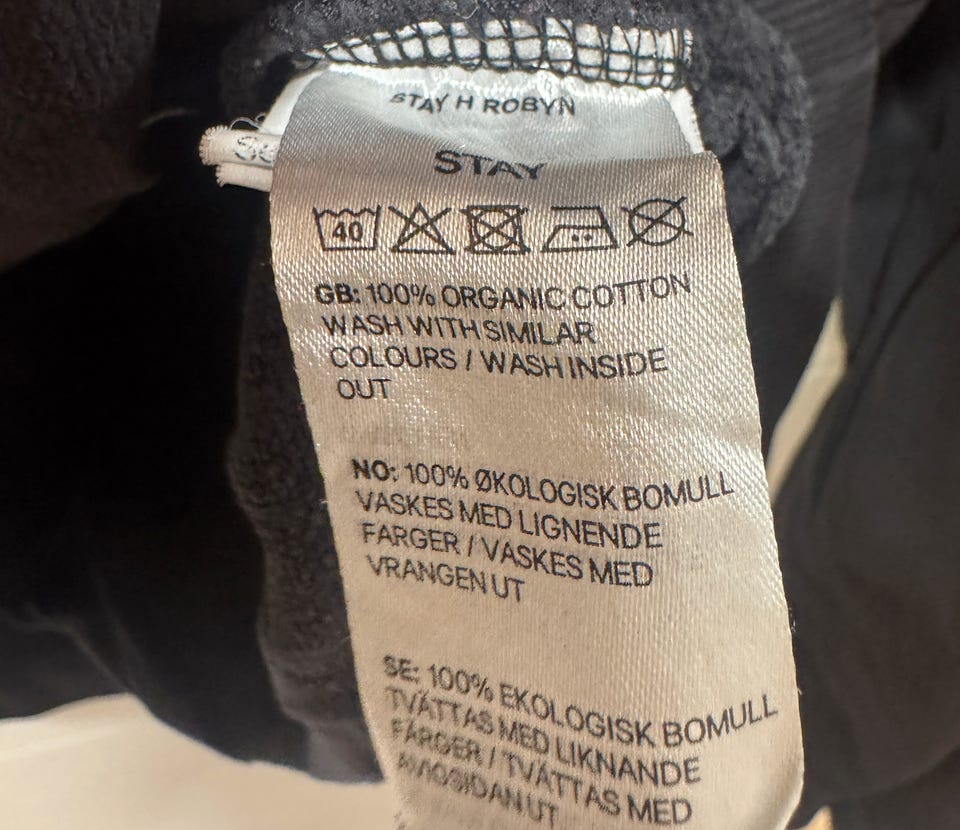 STAY H ROBYN
STAY
40
GB: 100% ORGANIC COTTON
WASH WITH SIMILAR
COLOURS / WASH INSIDE
OUT
NO: 100% ØKOLOGISK BOMULL
VASKES MED LIGNENDE
FARGER / VASKES MED
VRANGEN UT
SE: 100% EKOLOGISK BOMULL
TVÄTTAS MED LIKNANDE
FÄRGER / TVÄTTAS MED
AVIGSIDAN UT